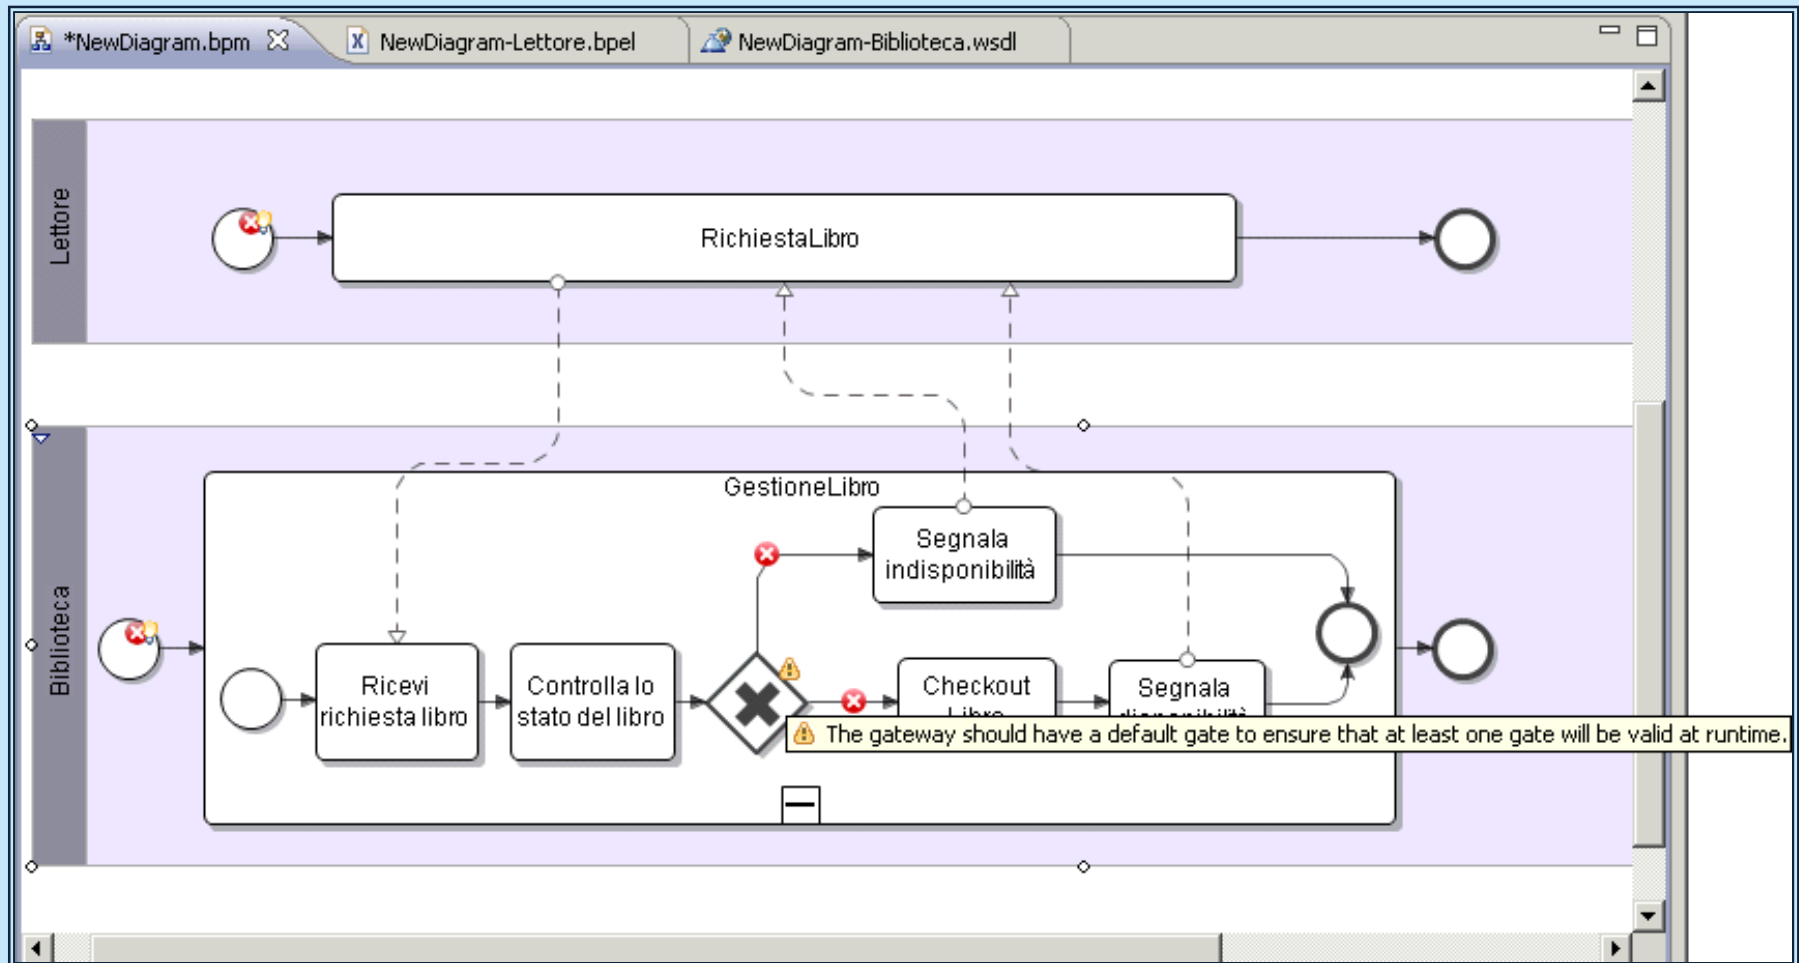 *NewDiagram.bpm
NewDiagram-Lettore.bpel
NewDiagram-Biblioteca.wsdl
Lettore
RichiestaLibro
Biblioteca
GestioneLibro
Segnala
indisponibilità
Ricevi
richiesta libro
Controlla lo
stato del libro
Checkout
Libro
Segnala
disponibilità
The gateway should have a default gate to ensure that at least one gate will be valid at runtime.